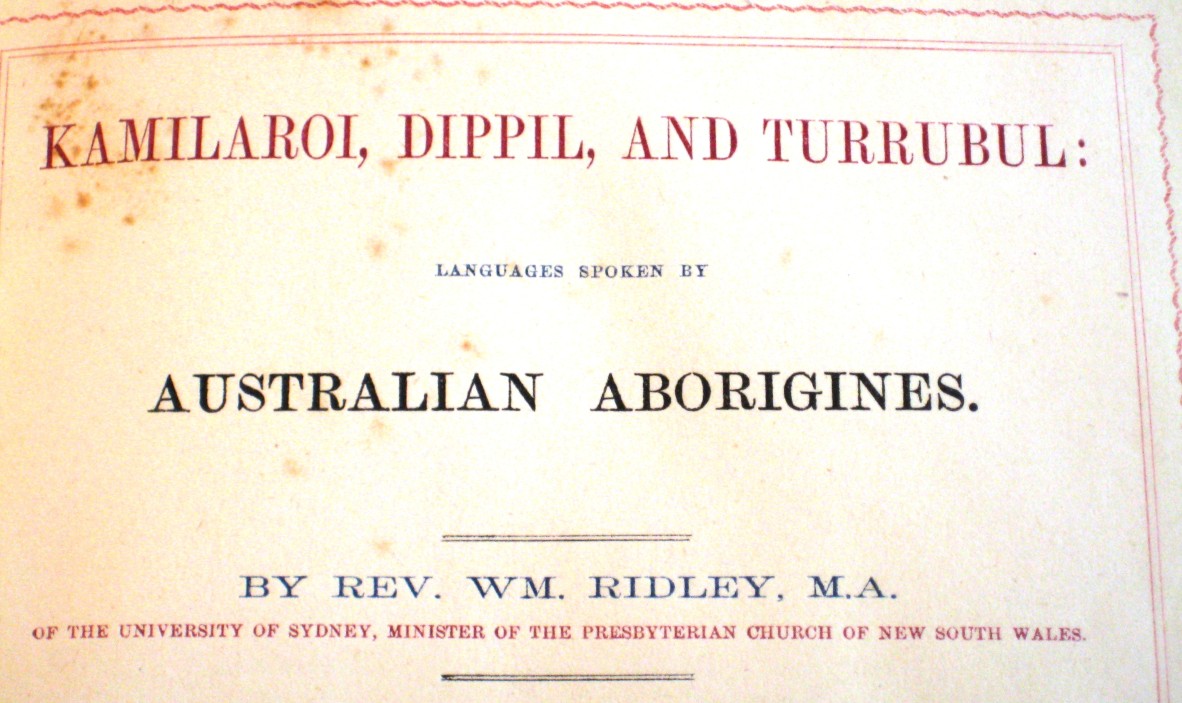 KAMILAROI, DIPPIL, AND TURRUBUL:
LANGUAGES SPOKEN BY
AUSTRALIAN ABORIGINES.
BY REV. WM. RIDLEY, M.A.
OF THE UNIVERSITY OF SYDNEY, MINISTER OF THE PRESBYTERIAN CHURCH OF NEW SOUTH WALES.